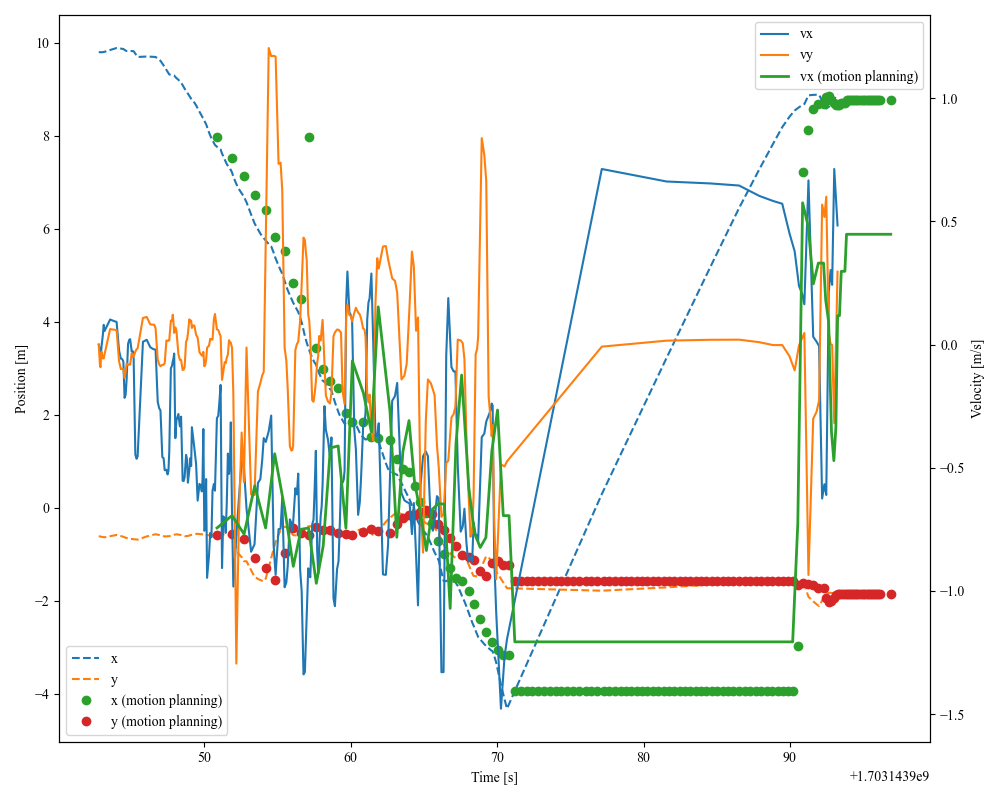 vx
vy
vx (motion planning)
10
8
6
4
2
0
−2
−4
Position [m]
1.0
0.5
0.0
−0.5
−1.0
−1.5
Velocity [m/s]
x
y
x (motion planning)
y (motion planning)
50
60
70
80
90
Time [s]
+1.7031439e9